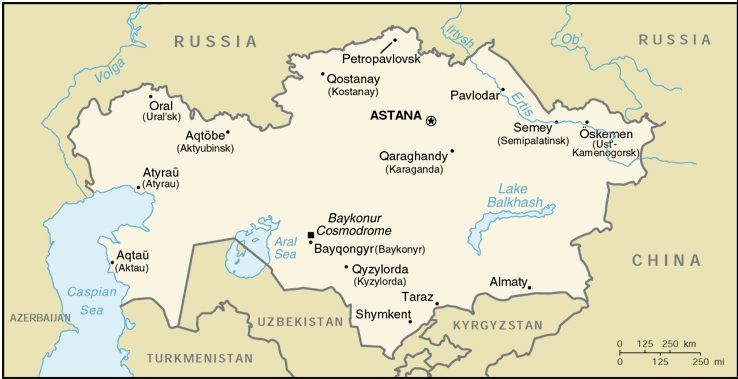 RUSSIA
RUSSIA
Irtysh
Ob'
Petropavlovsk
Volga
Qostanay
(Kostanay)
Oral
(Ural'sk)
Pavlodar
Ertis
ASTANA
Aqtöbe
(Aktyubinsk)
Semey
(Semipalatinsk)
Öskemen
(Ust'-
Kamenogorsk)
Qaraghandy
(Karaganda)
Atyraū
(Atyrau)
Lake
Balkhash
Baykonur
Cosmodrome
Aral
Sea
Bayqongyr (Baykonyr)
Aqtaū
(Aktau)
CHINA
Qyzylorda
(Kyzylorda)
Almaty
Caspian
Sea
Taraz
Shymkent
AZERBAIJAN
UZBEKISTAN
KYRGYZSTAN
TURKMENISTAN
0 125 250 km
0 125 250 mi